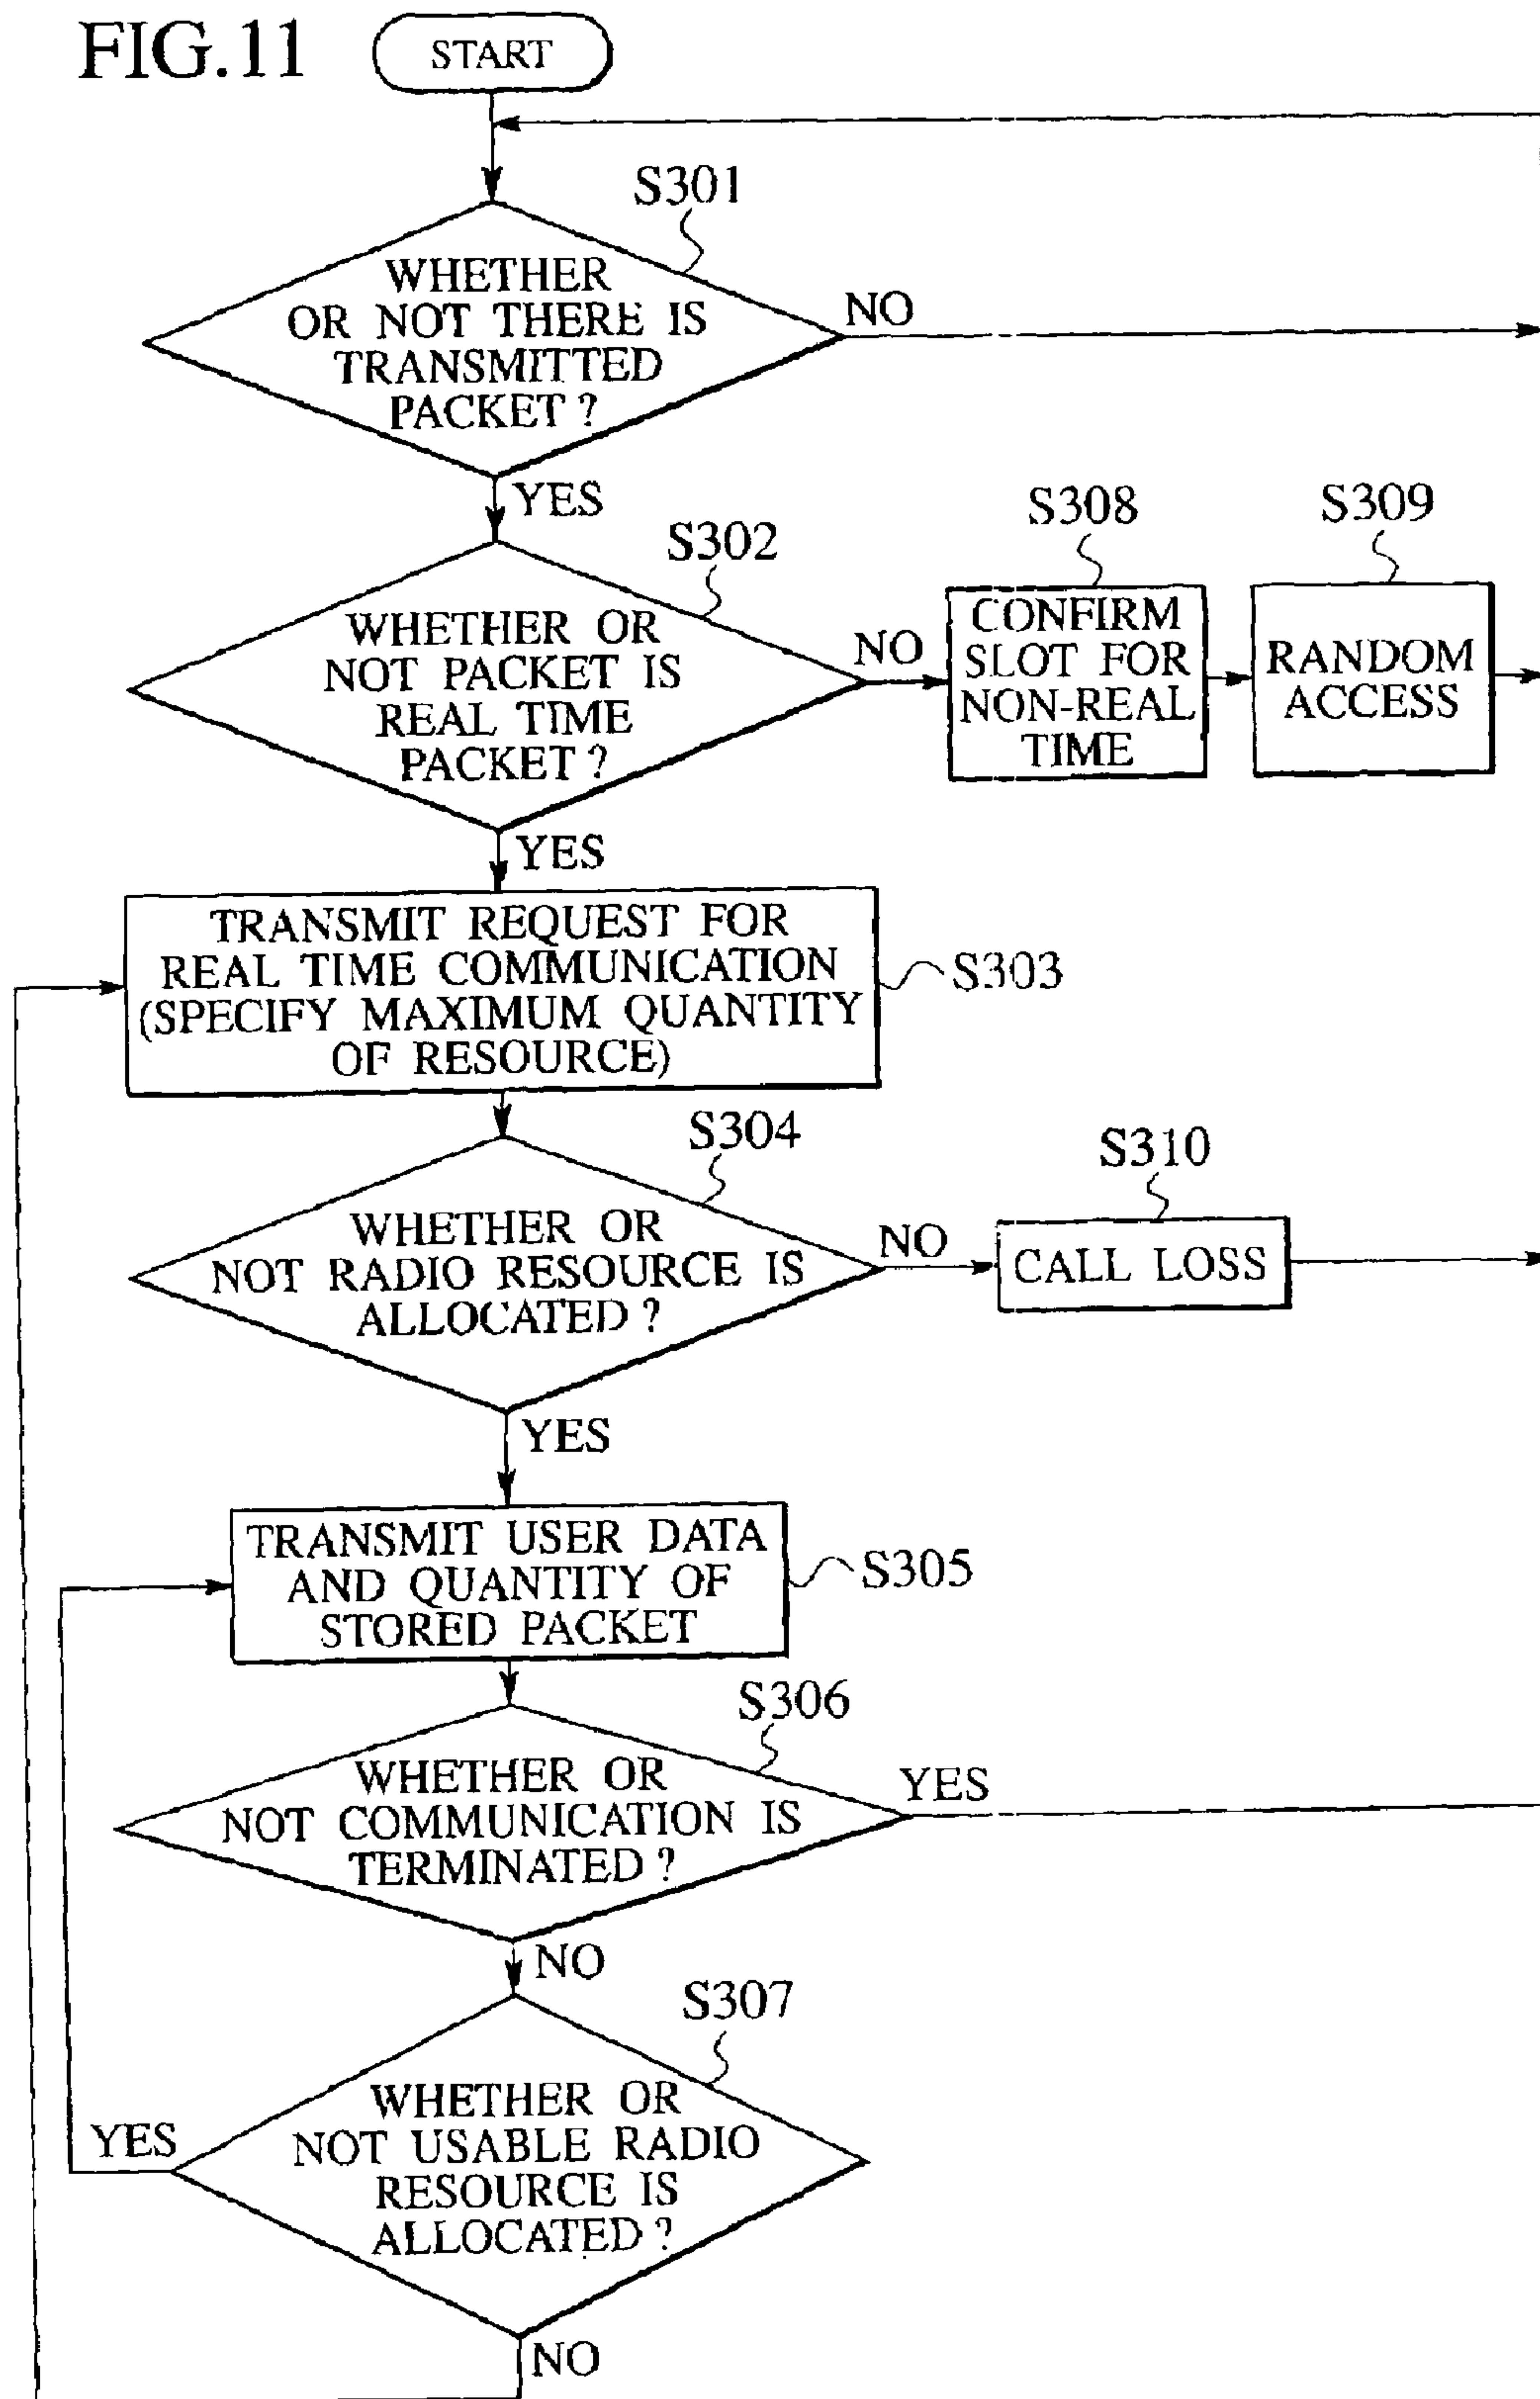 FIG.11
START
S301
WHETHER
OR NOT THERE IS
TRANSMITTED
PACKET ?
NO
YES
S302
WHETHER OR
NOT PACKET IS
REAL TIME
PACKET ?
NO
S308
CONFIRM
SLOT FOR
NON-REAL
TIME
S309
RANDOM
ACCESS
YES
TRANSMIT REQUEST FOR
REAL TIME COMMUNICATION
(SPECIFY MAXIMUM QUANTITY
OF RESOURCE)
S303
S304
WHETHER OR
NOT RADIO RESOURCE IS
ALLOCATED ?
NO
S310
CALL LOSS
YES
TRANSMIT USER DATA
AND QUANTITY OF
STORED PACKET
S305
S306
WHETHER OR
NOT COMMUNICATION IS
TERMINATED ?
YES
NO
S307
WHETHER OR
NOT USABLE RADIO
RESOURCE IS
ALLOCATED ?
YES
NO